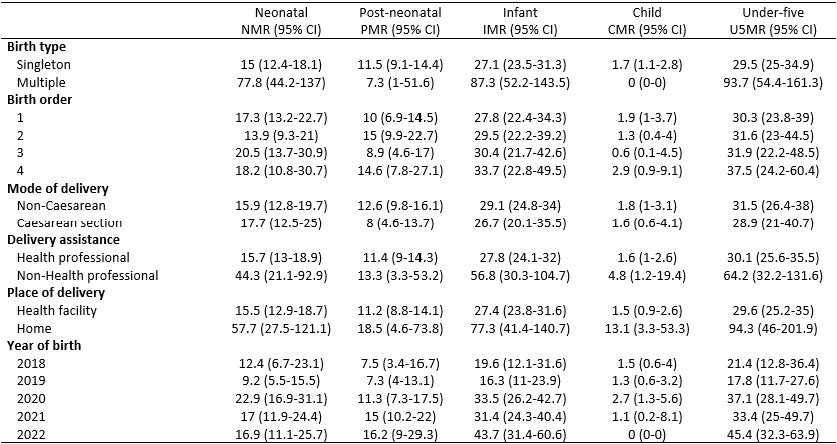 Neonatal Post-neonatal Infant Child Under-five
NMR (95% CI) PMR (95% CI) IMR (95% CI) CMR (95% CI) U5MR (95% CI)
Birth type
Singleton 15 (12.4-18.1) 11.5 (9.1-14.4) 27.1 (23.5-31.3) 1.7 (1.1-2.8) 29.5 (25-34.9)
Multiple 77.8 (44.2-137) 7.3 (1-51.6) 87.3 (52.2-143.5) 0 (0-0) 93.7 (54.4-161.3)
Birth order
1 17.3 (13.2-22.7) 10 (6.9-14.5) 27.8 (22.4-34.3) 1.9 (1-3.7) 30.3 (23.8-39)
2 13.9 (9.3-21) 15 (9.9-22.7) 29.5 (22.2-39.2) 1.3 (0.4-4) 31.6 (23-44.5)
3 20.5 (13.7-30.9) 8.9 (4.6-17) 30.4 (21.7-42.6) 0.6 (0.1-4.5) 31.9 (22.2-48.5)
4 18.2 (10.8-30.7) 14.6 (7.8-27.1) 33.7 (22.8-49.5) 2.9 (0.9-9.1) 37.5 (24.2-60.4)
Mode of delivery
Non-Caesarean 15.9 (12.8-19.7) 12.6 (9.8-16.1) 29.1 (24.8-34) 1.8 (1-3.1) 31.5 (26.4-38)
Caesarean section 17.7 (12.5-25) 8 (4.6-13.7) 26.7 (20.1-35.5) 1.6 (0.6-4.1) 28.9 (21-40.7)
Delivery assistance
Health professional 15.7 (13-18.9) 11.4 (9-14.3) 27.8 (24.1-32) 1.6 (1-2.6) 30.1 (25.6-35.5)
Non-Health professional 44.3 (21.1-92.9) 13.3 (3.3-53.2) 56.8 (30.3-104.7) 4.8 (1.2-19.4) 64.2 (32.2-131.6)
Place of delivery
Health facility 15.5 (12.9-18.7) 11.2 (8.8-14.1) 27.4 (23.8-31.6) 1.5 (0.9-2.6) 29.6 (25.2-35)
Home 57.7 (27.5-121.1) 18.5 (4.6-73.8) 77.3 (41.4-140.7) 13.1 (3.3-53.3) 94.3 (46-201.9)
Year of birth
2018 12.4 (6.7-23.1) 7.5 (3.4-16.7) 19.6 (12.1-31.6) 1.5 (0.6-4) 21.4 (12.8-36.4)
2019 9.2 (5.5-15.5) 7.3 (4-13.1) 16.3 (11-23.9) 1.3 (0.6-3.2) 17.8 (11.7-27.6)
2020 22.9 (16.9-31.1) 11.3 (7.3-17.5) 33.5 (26.2-42.7) 2.7 (1.3-5.6) 37.1 (28.1-49.7)
2021 17 (11.9-24.4) 15 (10.2-22) 31.4 (24.3-40.4) 1.1 (0.2-8.1) 33.4 (25-49.7)
2022 16.9 (11.1-25.7) 16.2 (9-29.3) 43.7 (31.4-60.6) 0 (0-0) 45.4 (32.3-63.9)